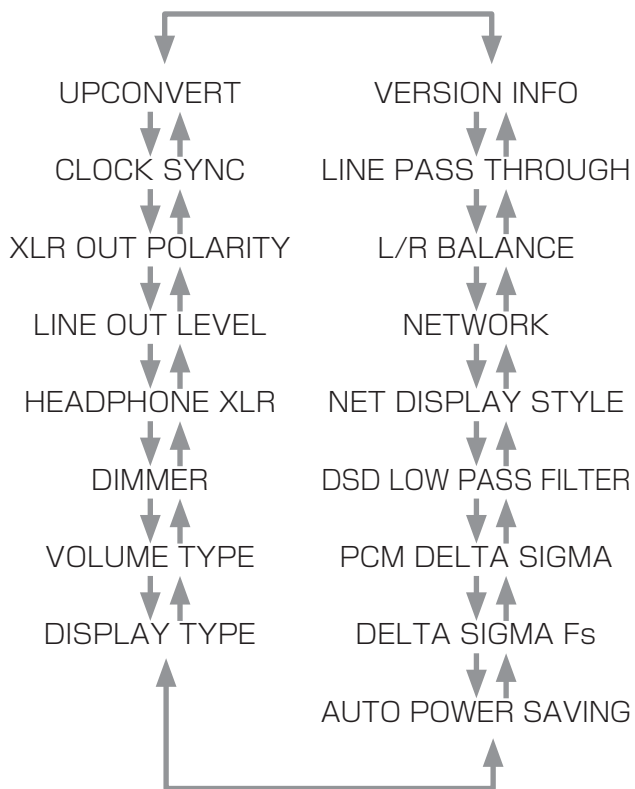 UPCONVERT
CLOCK SYNC
XLR OUT POLARITY
LINE OUT LEVEL
HEADPHONE XLR
DIMMER
VOLUME TYPE
DISPLAY TYPE
VERSION INFO
LINE PASS THROUGH
L/R BALANCE
NETWORK
NET DISPLAY STYLE
DSD LOW PASS FILTER
PCM DELTA SIGMA
DELTA SIGMA Fs
AUTO POWER SAVING